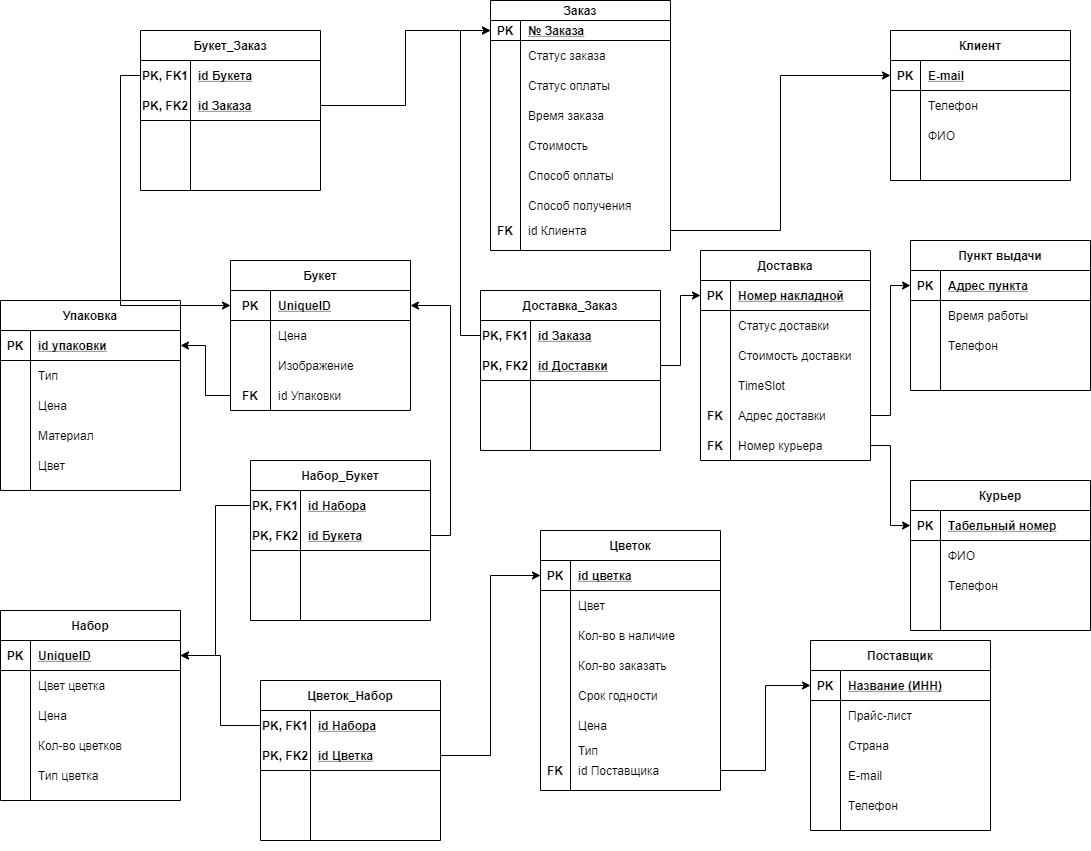 Заказ
PK № Заказа
Статус заказа
Статус оплаты
Время заказа
Стоимость
Способ оплаты
Способ получения
FK id Клиента
Букет_Заказ
PK, FK1 id Букета
PK, FK2 id Заказа
Клиент
PK E-mail
Телефон
ФИО
Букет
PK UniqueID
Цена
Изображение
FK id Упаковки
Упаковка
PK id упаковки
Тип
Цена
Материал
Цвет
Доставка_Заказ
PK, FK1 id Заказа
PK, FK2 id Доставки
Доставка
PK Номер накладной
Статус доставки
Стоимость доставки
TimeSlot
FK Адрес доставки
FK Номер курьера
Пункт выдачи
PK Адрес пункта
Время работы
Телефон
Набор_Букет
PK, FK1 id Набора
PK, FK2 id Букета
Курьер
PK Табельный номер
ФИО
Телефон
Цветок
PK id цветка
Цвет
Кол-во в наличие
Кол-во заказать
Срок годности
Цена
Тип
FK id Поставщика
Набор
PK UniqueID
Цвет цветка
Цена
Кол-во цветков
Тип цветка
Цветок_Набор
PK, FK1 id Набора
PK, FK2 id Цветка
Поставщик
PK Название (ИНН)
Прайс-лист
Страна
E-mail
Телефон